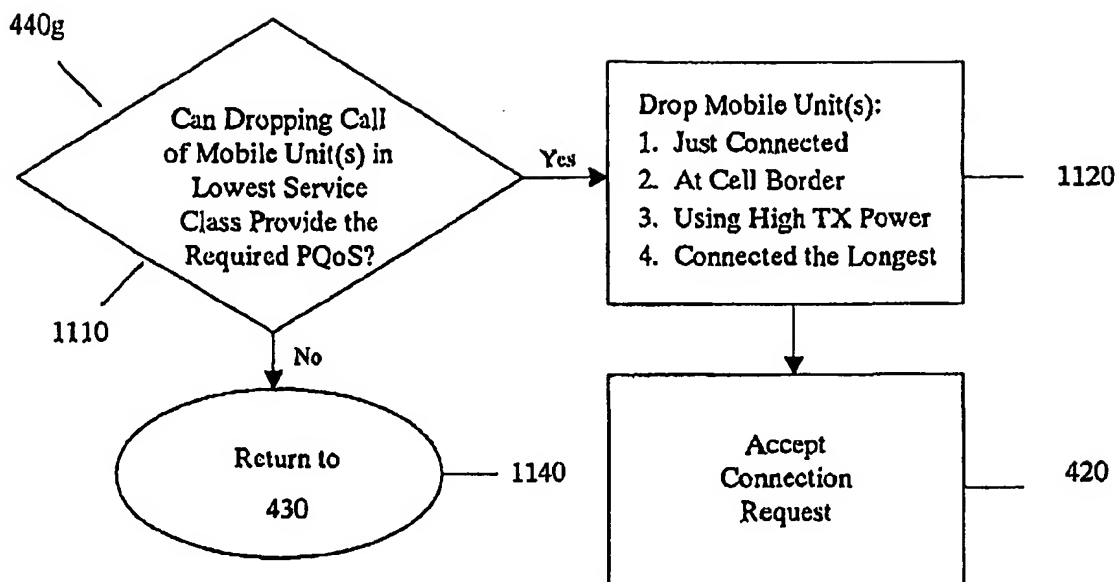 440g
Can Dropping Call
of Mobile Unit(s) in
Lowest Service
Class Provide the
Required PQoS?
1110
Yes
Drop Mobile Unit(s):
1. Just Connected
2. At Cell Border
3. Using High TX Power
4. Connected the Longest
1120
No
Return to
430
1140
Accept
Connection
Request
420